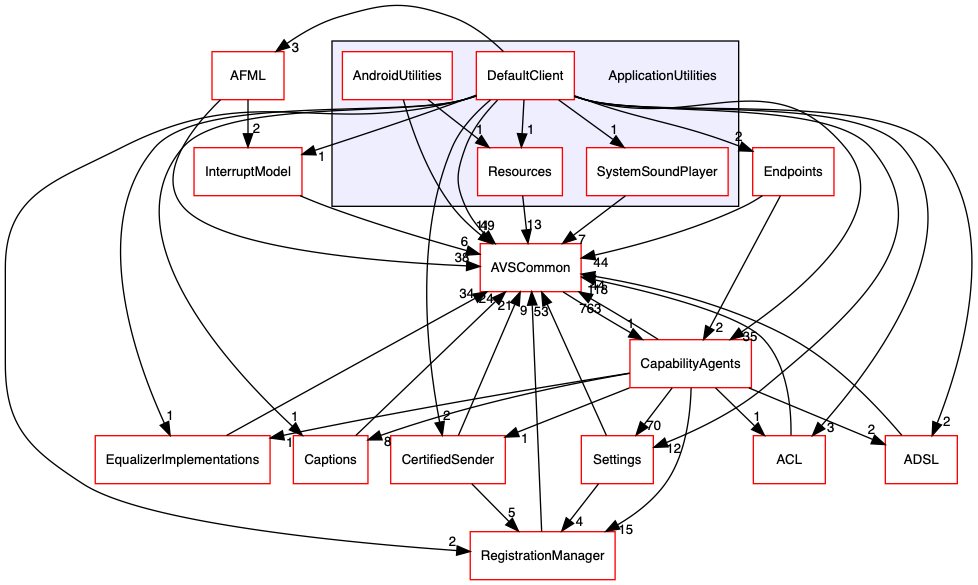 3
AFML
AndroidUtilities
DefaultClient
ApplicationUtilities
2
1
1
1
2
1
InterruptModel
Resources
SystemSoundPlayer
Endpoints
13
6
7
38
44
AVSCommon
34
24
21
9
53
763
118
1
2
35
CapabilityAgents
1
1
1
8
2
1
70
12
1
3
2
2
EqualizerImplementations
Captions
CertifiedSender
Settings
ACL
ADSL
5
4
15
2
RegistrationManager